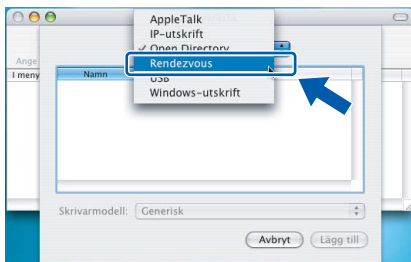 AppleTalk
IP-utskrift
✓ Open Directory
Rendezvous
USB
Windows-utskrift
Ange
I meny
Namn
Skrivarmodell: Generisk
Avbryt Lägg till